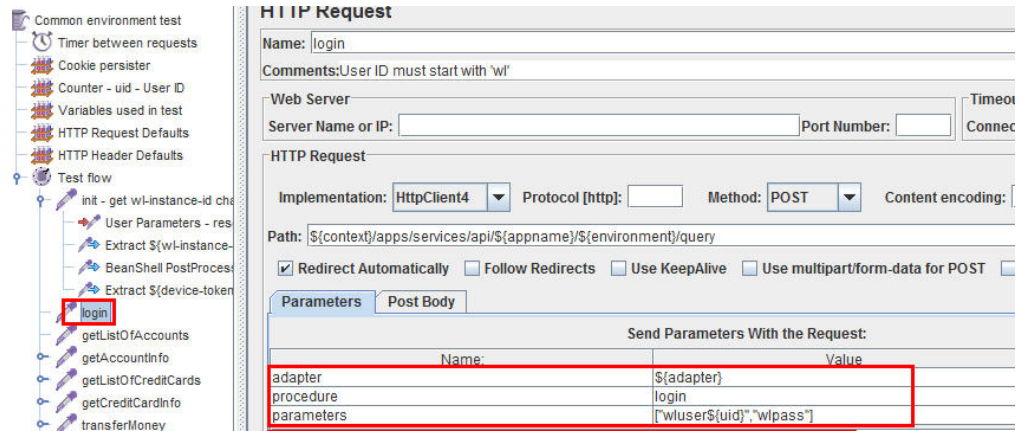 Common environment test
Timer between requests
Cookie persister
Counter - uid - User ID
Variables used in test
HTTP Request Defaults
HTTP Header Defaults
Test flow
init - get wl-instance-id cha
User Parameters - res
Extract ${wl-instance-
BeanShell PostProces
Extract ${device-token
login
getListOfAccounts
getAccountInfo
getListOfCreditCards
getCreditCardInfo
transferMoney
HTTP Request
Name: login
Comments:User ID must start with 'wl'
Web Server
Timeou
Server Name or IP:
Port Number:
Connec
HTTP Request
Implementation: HttpClient4 Protocol [http]: Method: POST Content encoding:
Path: ${context}/apps/services/api/${appname}/${environment}/query
Redirect Automatically Follow Redirects Use KeepAlive Use multipart/form-data for POST
Parameters Post Body
Send Parameters With the Request:
Name: Value
adapter ${adapter}
procedure login
parameters ["wluser${uid}","wlpass"]